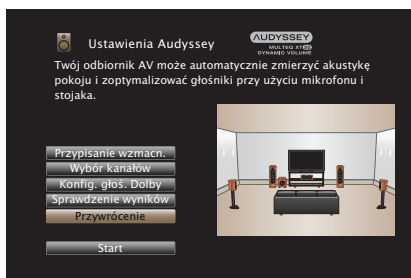 Ustawienia Audyssey
AUDYSSEY
MULTEQ XT32
DYNAMIC VOLUME
Twój odbiornik AV może automatycznie zmierzyć akustykę
pokoju i zoptymalizować głośniki przy użyciu mikrofonu i
stojaka.
Przypisanie wzmacn.
Wybór kanałów
Konfig. głoś. Dolby
Sprawdzenie wyników
Przywrócenie
Start